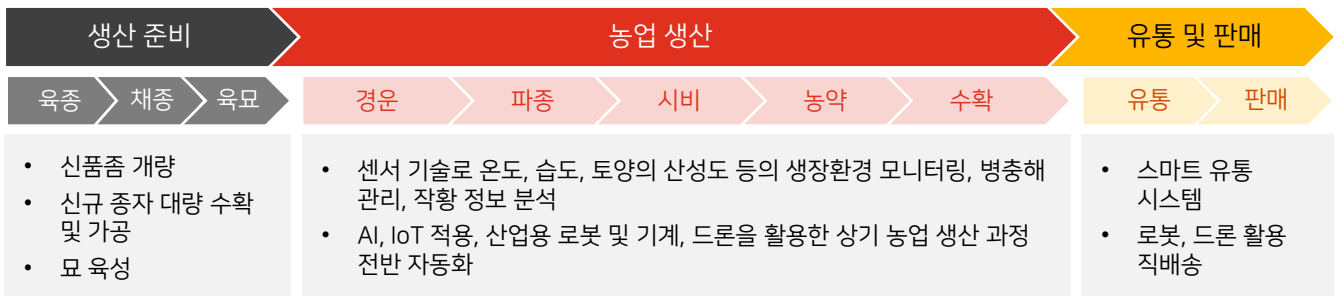 생산 준비
농업 생산
유통 및 판매
육종
채종
육묘
경운
파종
시비
농약
수확
유통
판매
• 신품좀 개량
• 신규 종자 대량 수확
및 가공
• 묘 육성
• 센서 기술로 온도, 습도, 토양의 산성도 등의 생장환경 모니터링, 병충해
관리, 작황 정보 분석
• AI, IoT 적용, 산업용 로봇 및 기계, 드론을 활용한 상기 농업 생산 과정
전반 자동화
• 스마트 유통
시스템
• 로봇, 드론 활용
직배송